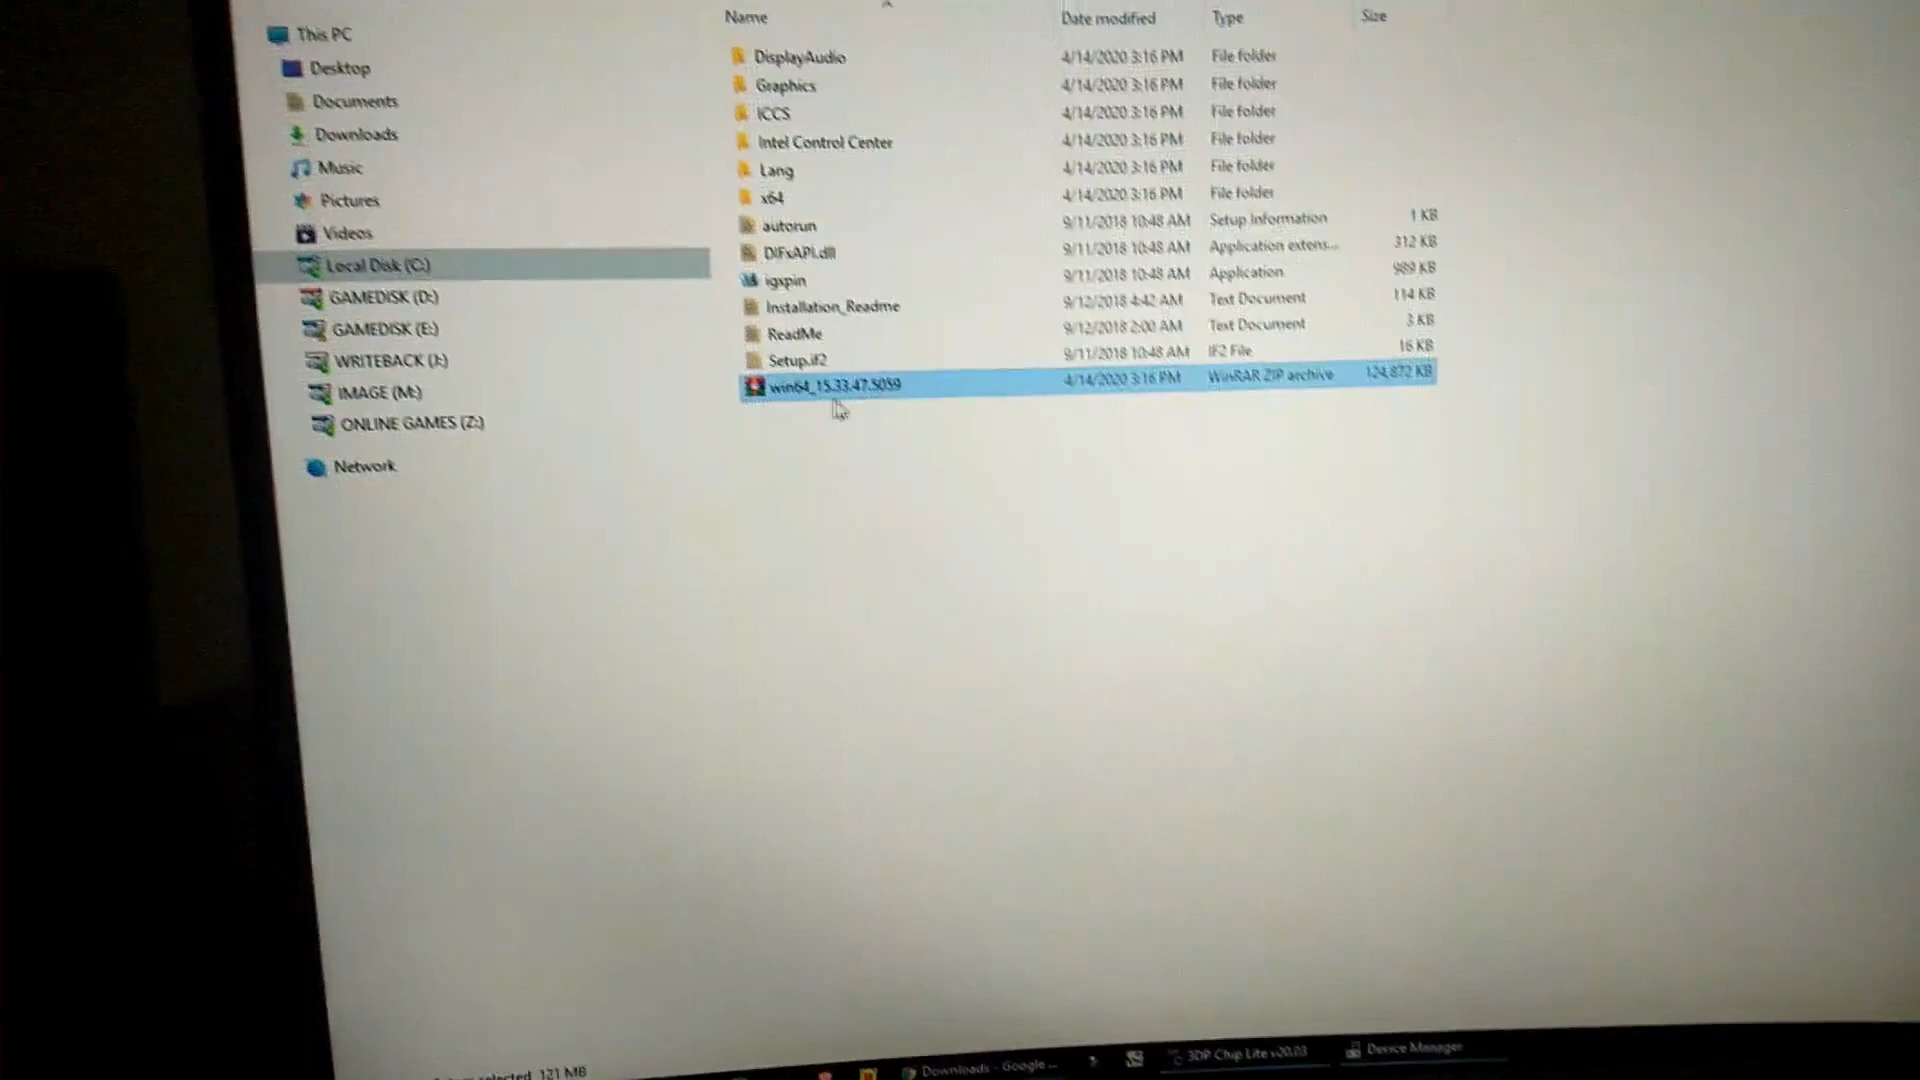 Name Date modified Type Size
This PC
Desktop
Documents
Downloads
Music
Pictures
Videos
Local Disk (C:)
GAMEDISK (D:)
GAMEDISK (E:)
WRITEBACK (J:)
IMAGE (M:)
ONLINE GAMES (Z:)
Network
DisplayAudio 4/14/2020 3:16 PM File folder
Graphics 4/14/2020 3:16 PM File folder
ICCS 4/14/2020 3:16 PM File folder
Intel Control Center 4/14/2020 3:16 PM File folder
Lang 4/14/2020 3:16 PM File folder
x64 4/14/2020 3:16 PM File folder
autorun 9/11/2018 10:48 AM Setup Information 1 KB
DIFxAPI.dll 9/11/2018 10:48 AM Application extens... 312 KB
igxpin 9/11/2018 10:48 AM Application 989 KB
Installation_Readme 9/12/2018 4:42 AM Text Document 114 KB
ReadMe 9/12/2018 2:00 AM Text Document 3 KB
Setup.if2 9/11/2018 10:48 AM IF2 File 16 KB
win64_15.33.47.5059 4/14/2020 3:16 PM WinRAR ZIP archive 124,872 KB
selected 121 MB
Downloads - Google ...
3DP Chip Lite v20.03
Device Manager